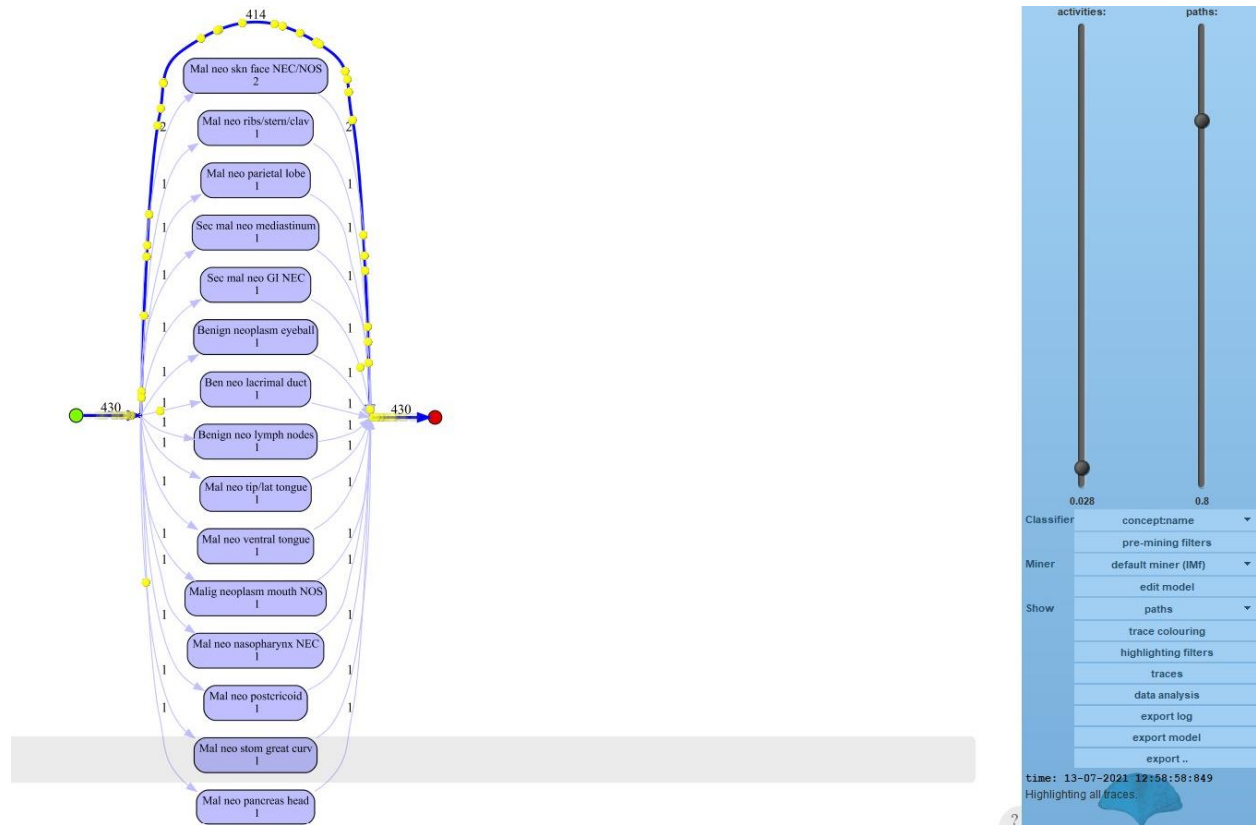 414
Mal neo skn face NEC/NOS
2
2
2
Mal neo ribs/stern/clav
1
1
1
Mal neo parietal lobe
1
1
1
Sec mal neo mediastinum
1
1
1
Sec mal neo GI NEC
1
1
1
Benign neoplasm eyeball
1
1
1
Ben neo lacrimal duct
1
1
1
430
430
1
1
Benign neo lymph nodes
1
1
1
Mal neo tip/lat tongue
1
1
1
Mal neo ventral tongue
1
1
1
Malig neoplasm mouth NOS
1
1
1
Mal neo nasopharynx NEC
1
1
1
Mal neo postcricoid
1
1
1
Mal neo stom great curv
1
Mal neo pancreas head
1
activities:
paths:
0.028
0.8
Classifier
concept:name
pre-mining filters
Miner
default miner (IMf)
edit model
Show
paths
trace colouring
highlighting filters
traces
data analysis
export log
export model
export ..
time: 13-07-2021 12:58:58:849
Highlighting all traces.
?